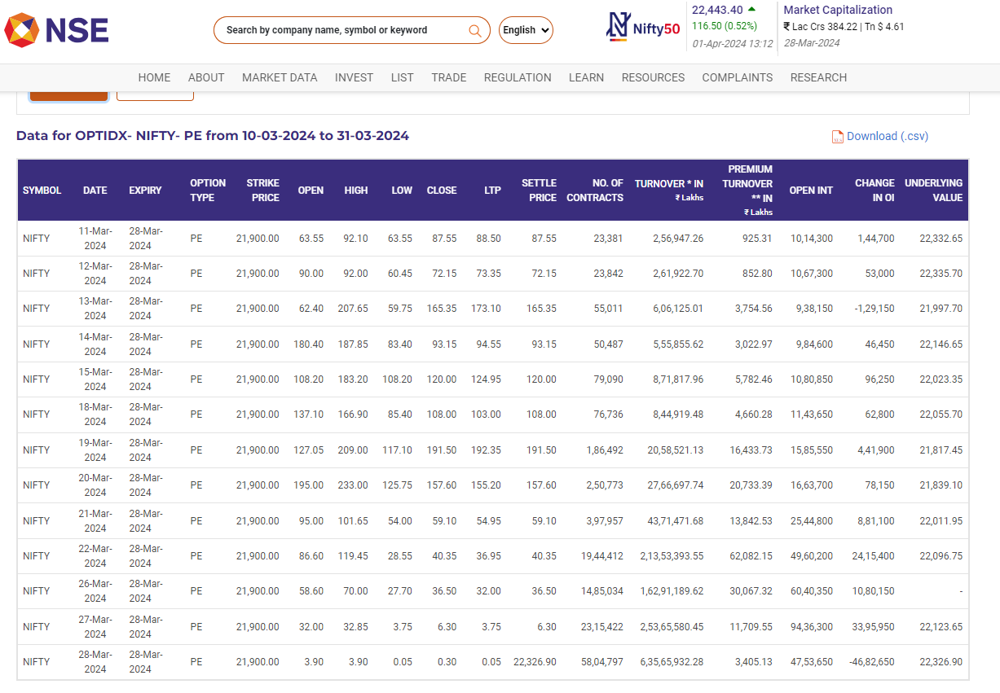 NSE
Search by company name, symbol or keyword
English
Nifty50
22,443.40
116.50 (0.52%)
01-Apr-2024 13:12
Market Capitalization
₹ Lac Crs 384.22 | Tn $ 4.61
28-Mar-2024
HOME ABOUT MARKET DATA INVEST LIST TRADE REGULATION LEARN RESOURCES COMPLAINTS RESEARCH
Data for OPTIDX- NIFTY- PE from 10-03-2024 to 31-03-2024
XLS Download (.csv)
SYMBOL DATE EXPIRY OPTION TYPE STRIKE PRICE OPEN HIGH LOW CLOSE LTP SETTLE PRICE NO. OF CONTRACTS TURNOVER * IN ₹ Lakhs PREMIUM TURNOVER ** IN ₹ Lakhs OPEN INT CHANGE IN OI UNDERLYING VALUE
NIFTY 11-Mar-2024 28-Mar-2024 PE 21,900.00 63.55 92.10 63.55 87.55 88.50 87.55 23,381 2,56,947.26 925.31 10,14,300 1,44,700 22,332.65
NIFTY 12-Mar-2024 28-Mar-2024 PE 21,900.00 90.00 92.00 60.45 72.15 73.35 72.15 23,842 2,61,922.70 852.80 10,67,300 53,000 22,335.70
NIFTY 13-Mar-2024 28-Mar-2024 PE 21,900.00 62.40 207.65 59.75 165.35 173.10 165.35 55,011 6,06,125.01 3,754.56 9,38,150 -1,29,150 21,997.70
NIFTY 14-Mar-2024 28-Mar-2024 PE 21,900.00 180.40 187.85 83.40 93.15 94.55 93.15 50,487 5,55,855.62 3,022.97 9,84,600 46,450 22,146.65
NIFTY 15-Mar-2024 28-Mar-2024 PE 21,900.00 108.20 183.20 108.20 120.00 124.95 120.00 79,090 8,71,817.96 5,782.46 10,80,850 96,250 22,023.35
NIFTY 18-Mar-2024 28-Mar-2024 PE 21,900.00 137.10 166.90 85.40 108.00 103.00 108.00 76,736 8,44,919.48 4,660.28 11,43,650 62,800 22,055.70
NIFTY 19-Mar-2024 28-Mar-2024 PE 21,900.00 127.05 209.00 117.10 191.50 192.35 191.50 1,86,492 20,58,521.13 16,433.73 15,85,550 4,41,900 21,817.45
NIFTY 20-Mar-2024 28-Mar-2024 PE 21,900.00 195.00 233.00 125.75 157.60 155.20 157.60 2,50,773 27,66,697.74 20,733.39 16,63,700 78,150 21,839.10
NIFTY 21-Mar-2024 28-Mar-2024 PE 21,900.00 95.00 101.65 54.00 59.10 54.95 59.10 3,97,957 43,71,471.68 13,842.53 25,44,800 8,81,100 22,011.95
NIFTY 22-Mar-2024 28-Mar-2024 PE 21,900.00 86.60 119.45 28.55 40.35 36.95 40.35 19,44,412 2,13,53,393.55 62,082.15 49,60,200 24,15,400 22,096.75
NIFTY 26-Mar-2024 28-Mar-2024 PE 21,900.00 58.60 70.00 27.70 36.50 32.00 36.50 14,85,034 1,62,91,189.62 30,067.32 60,40,350 10,80,150 -
NIFTY 27-Mar-2024 28-Mar-2024 PE 21,900.00 32.00 32.85 3.75 6.30 3.75 6.30 23,15,422 2,53,65,580.45 11,709.55 94,36,300 33,95,950 22,123.65
NIFTY 28-Mar-2024 28-Mar-2024 PE 21,900.00 3.90 3.90 0.05 0.30 0.05 22,326.90 58,04,797 6,35,65,932.28 3,405.13 47,53,650 -46,82,650 22,326.90